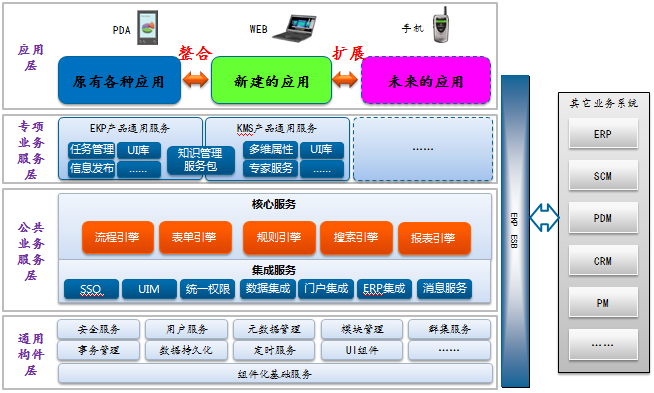 PDA
WEB
手机
应用
层
整合
扩展
原有各种应用
新建的应用
未来的应用
专项
业务
服务
层
EKP产品通用服务
任务管理
UI库
信息发布
……
知识管理
服务包
KMS产品通用服务
多维属性
UI库
专家服务
……
……
公共
业务
服务
层
核心服务
流程引擎
表单引擎
规则引擎
搜索引擎
报表引擎
集成服务
SSO
UIM
统一权限
数据集成
门户集成
ERP集成
消息服务
通用
构件
层
安全服务
用户服务
元数据管理
模块管理
群集服务
事务管理
数据持久化
定时服务
UI组件
……
组件化基础服务
EKP ESB
其它业务系统
ERP
SCM
PDM
CRM
PM
……